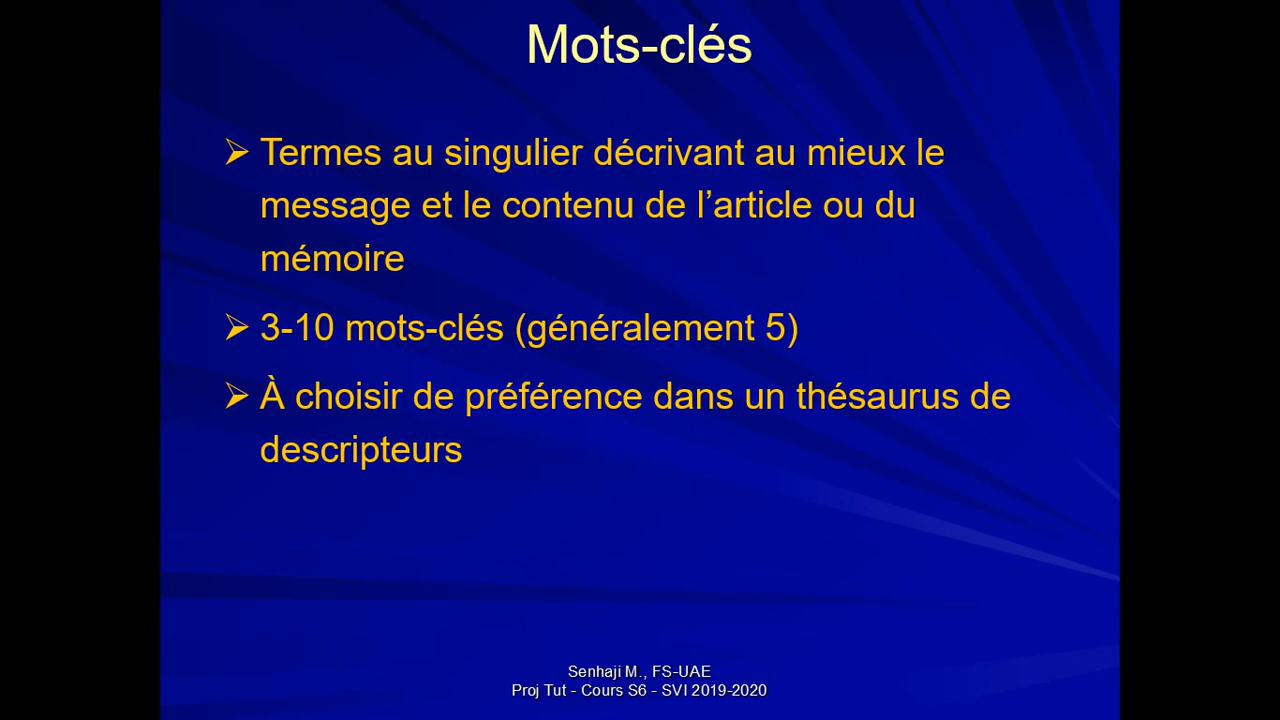 Mots-clés
➢ Termes au singulier décrivant au mieux le
message et le contenu de l’article ou du
mémoire
➢ 3-10 mots-clés (généralement 5)
➢ À choisir de préférence dans un thésaurus de
descripteurs
Senhaji M., FS-UAE
Proj Tut - Cours S6 - SVI 2019-2020